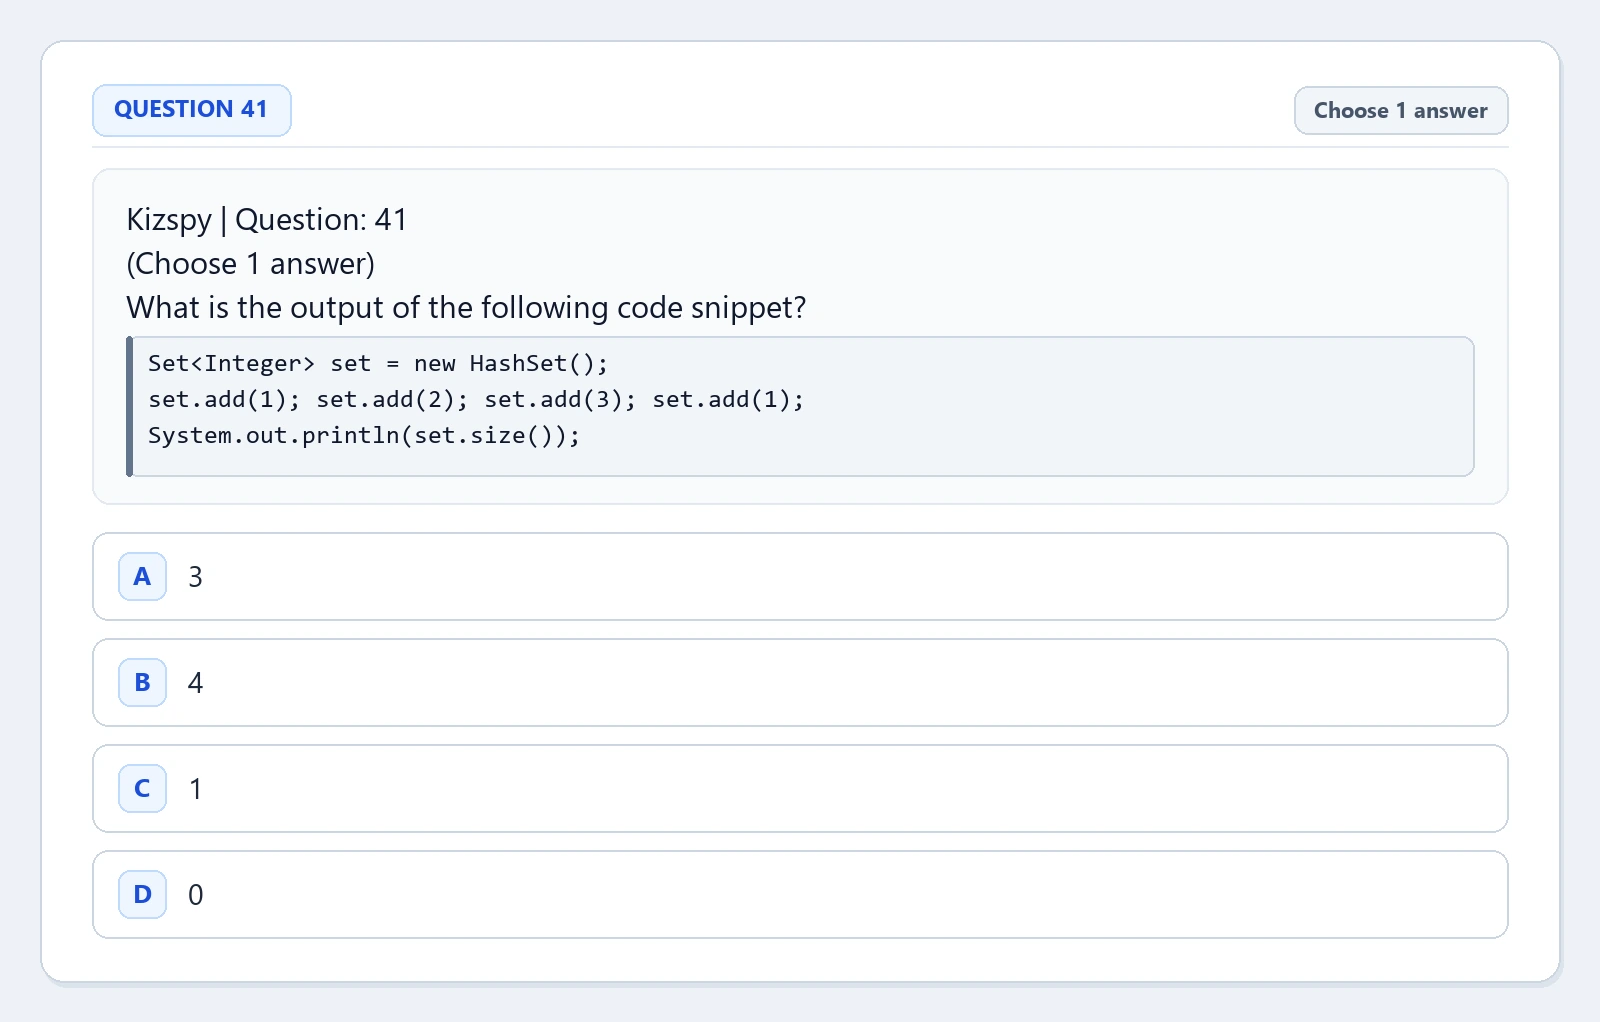 QUESTION 41
Choose 1 answer
Kizspy | Question: 41
(Choose 1 answer)
What is the output of the following code snippet?
Set<Integer> set = new HashSet();
set.add(1); set.add(2); set.add(3); set.add(1);
System.out.println(set.size());
A 3
B 4
C 1
D 0